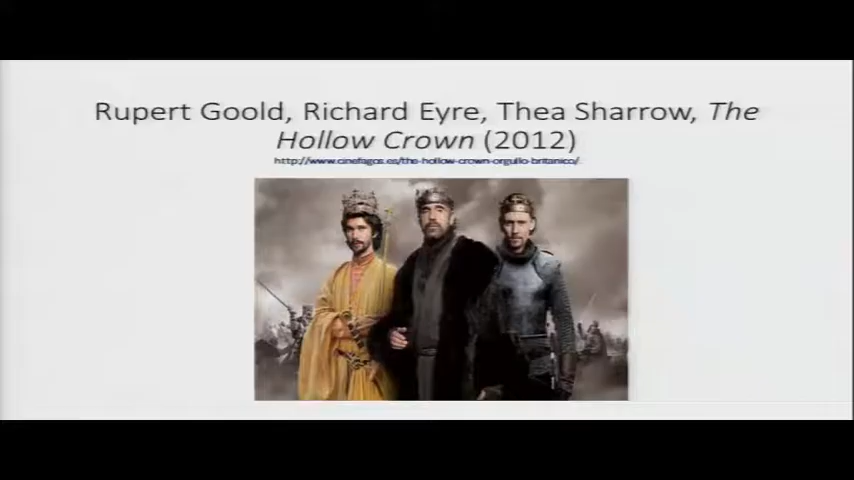 Rupert Goold, Richard Eyre, Thea Sharrow, The
Hollow Crown (2012)
http://www.cinefagos.es/the-hollow-crown-orgullo-britanico/